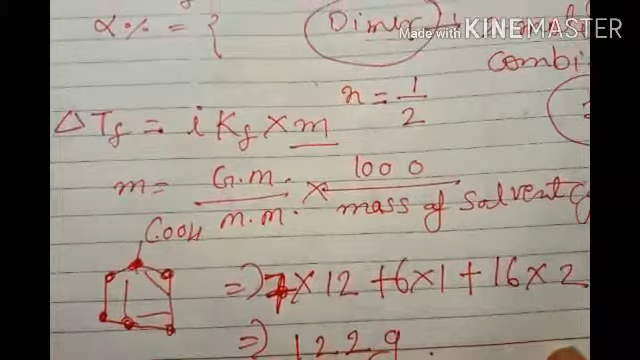 α% = {
Dimer
Made with KINEMASTER
combi
n = 1/2
ΔTf = i Kf × m
m = G.m. / m.m. × 1000 / mass of solvent
COOH
=> 7×12 + 6×1 + 16×2
=> 122 g